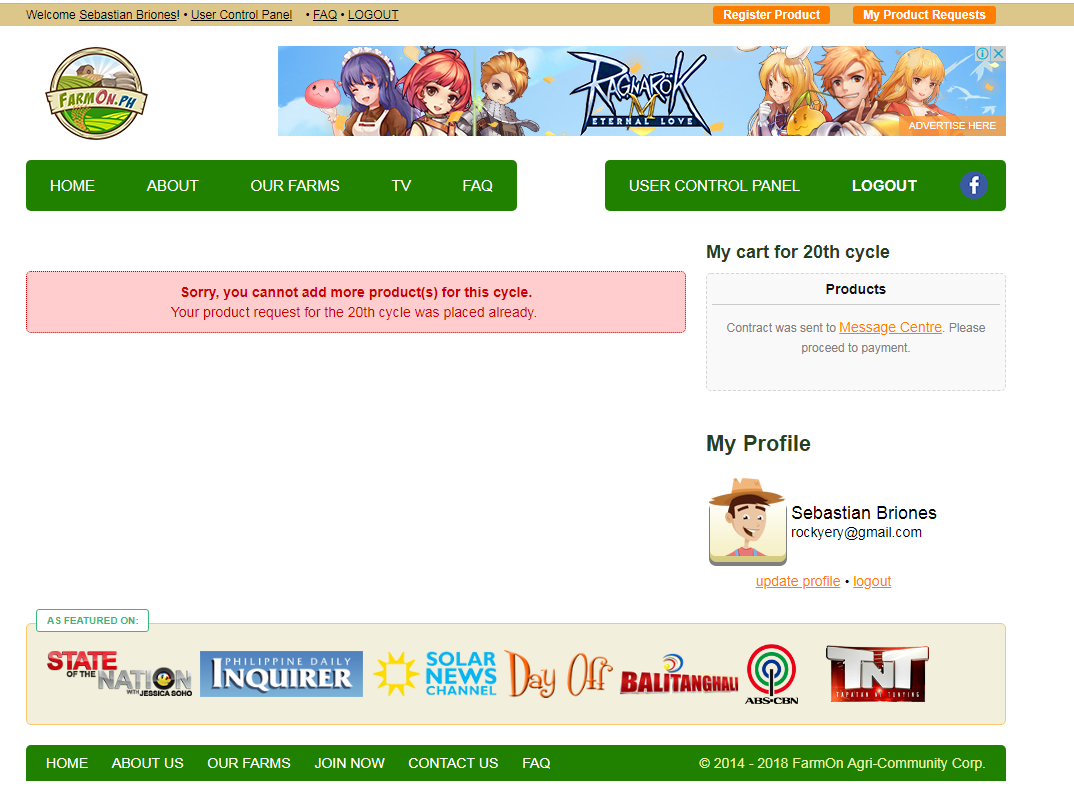 Welcome Sebastian Briones! • User Control Panel • FAQ • LOGOUT
Register Product
My Product Requests
FARMON.PH
RAGNARÖK
M
ETERNAL LOVE
ADVERTISE HERE
HOME
ABOUT
OUR FARMS
TV
FAQ
USER CONTROL PANEL
LOGOUT
f
My cart for 20th cycle
Sorry, you cannot add more product(s) for this cycle.
Your product request for the 20th cycle was placed already.
Products
Contract was sent to Message Centre. Please
proceed to payment.
My Profile
Sebastian Briones
rockyery@gmail.com
update profile • logout
AS FEATURED ON:
STATE
OF THE
NATION
WITH JESSICA SOHO
PHILIPPINE DAILY
INQUIRER
SOLAR
NEWS
CHANNEL
Day Off
BALITANGHALI
ABS-CBN
TNT
TAPATAN NI TUNYING
HOME
ABOUT US
OUR FARMS
JOIN NOW
CONTACT US
FAQ
© 2014 - 2018 FarmOn Agri-Community Corp.